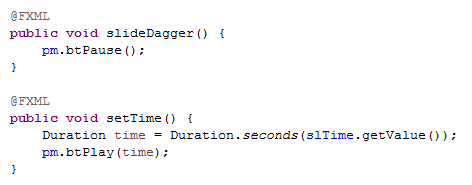 @FXML
public void slideDagger() {
    pm.btPause();
}

@FXML
public void setTime() {
    Duration time = Duration.seconds(slTime.getValue());
    pm.btPlay(time);
}